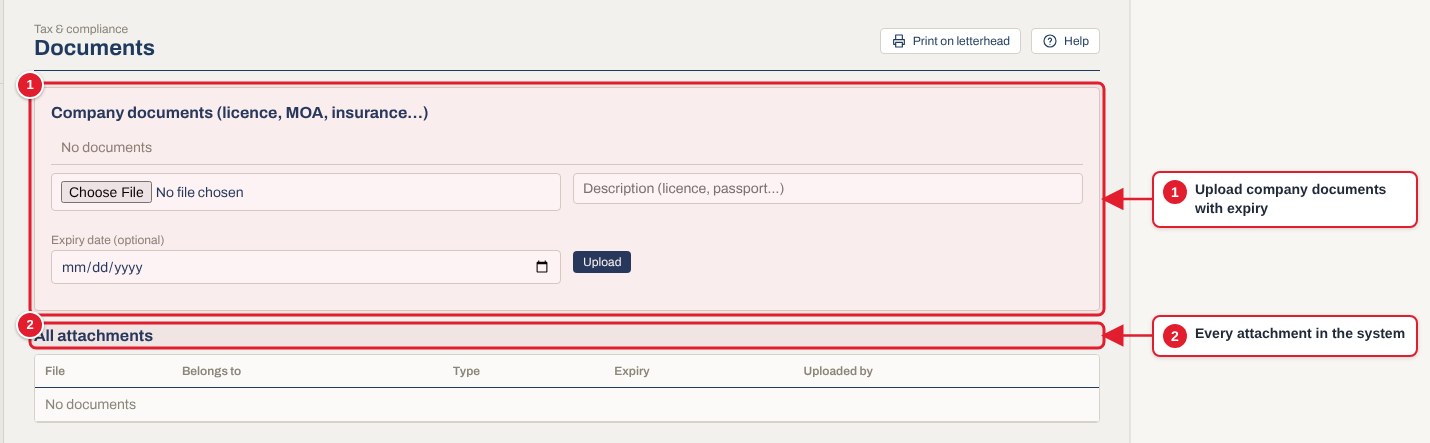 Tax & compliance
Documents
Print on letterhead
Help
1
Company documents (licence, MOA, insurance...)
No documents
Choose File No file chosen
Description (licence, passport...)
Expiry date (optional)
mm/dd/yyyy
Upload
1
Upload company documents
with expiry
2
All attachments
2
Every attachment in the system
File Belongs to Type Expiry Uploaded by
No documents